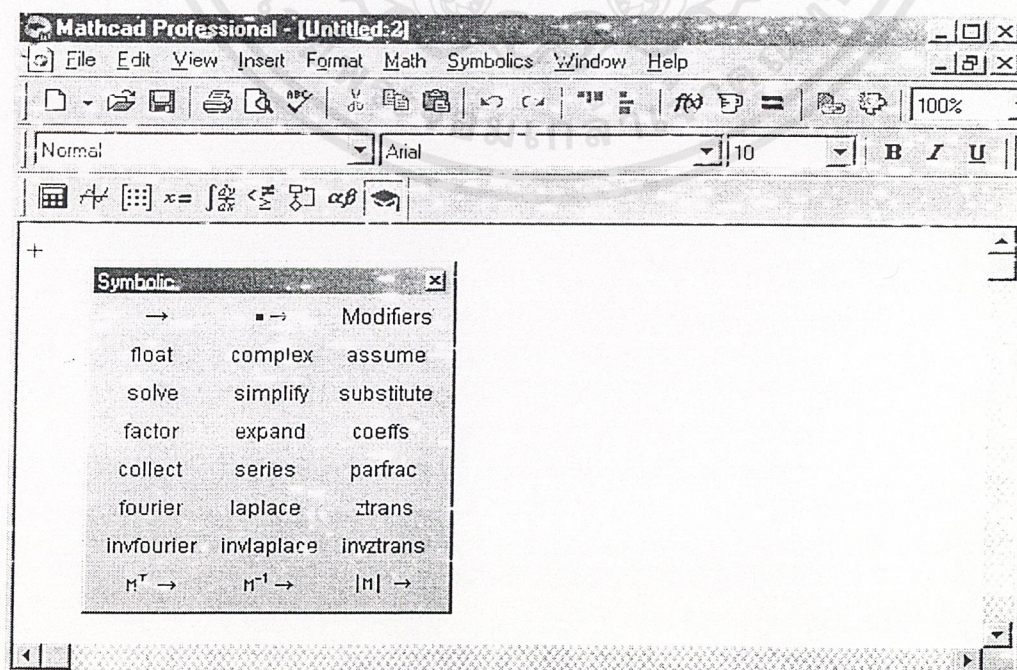 Mathcad Professional - [Untitled:2]
File Edit View Insert Format Math Symbolics Window Help
100%
Normal Arial 10 B I U
x= αβ
Symbolic
→ ▪→ Modifiers
float complex assume
solve simplify substitute
factor expand coeffs
collect series parfrac
fourier laplace ztrans
invfourier invlaplace invztrans
Mᵀ → M⁻¹ → |M| →